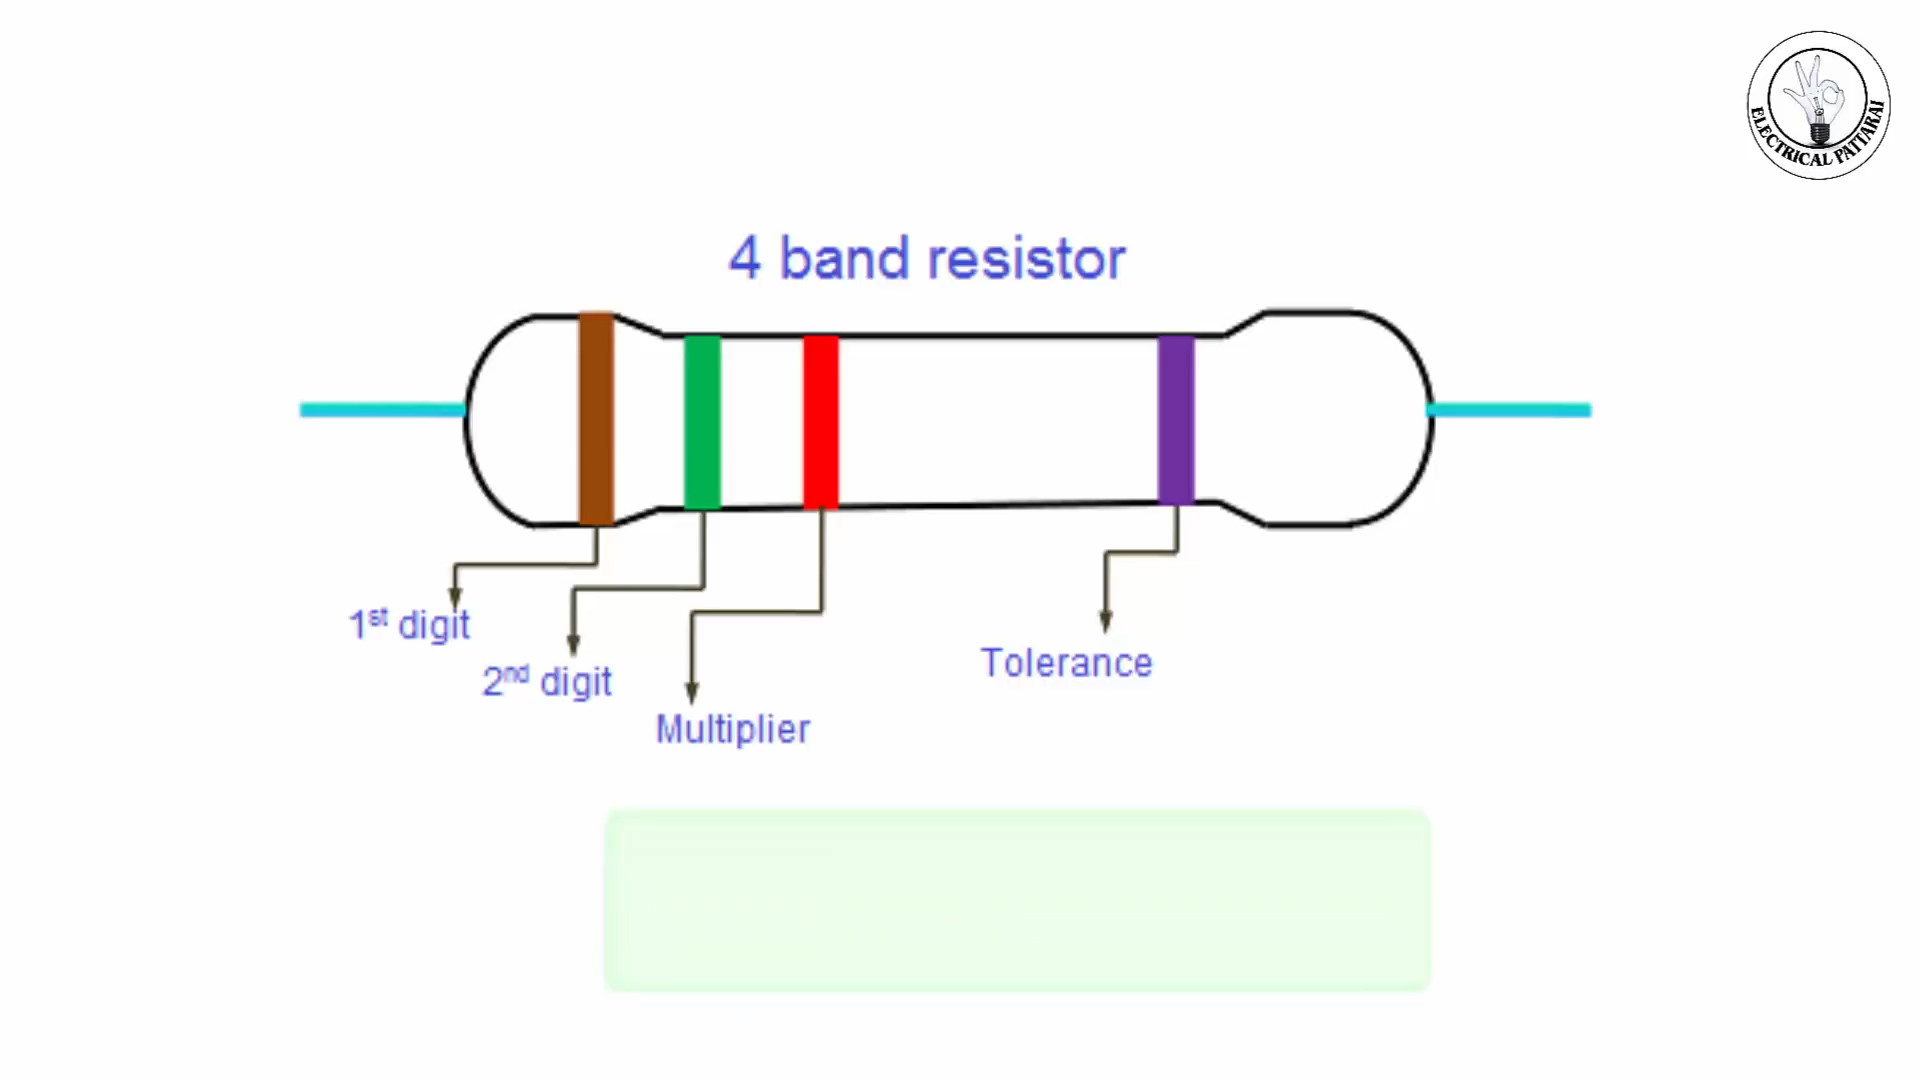 ELECTRICAL PATTARAI
4 band resistor
1st digit
2nd digit
Tolerance
Multiplier